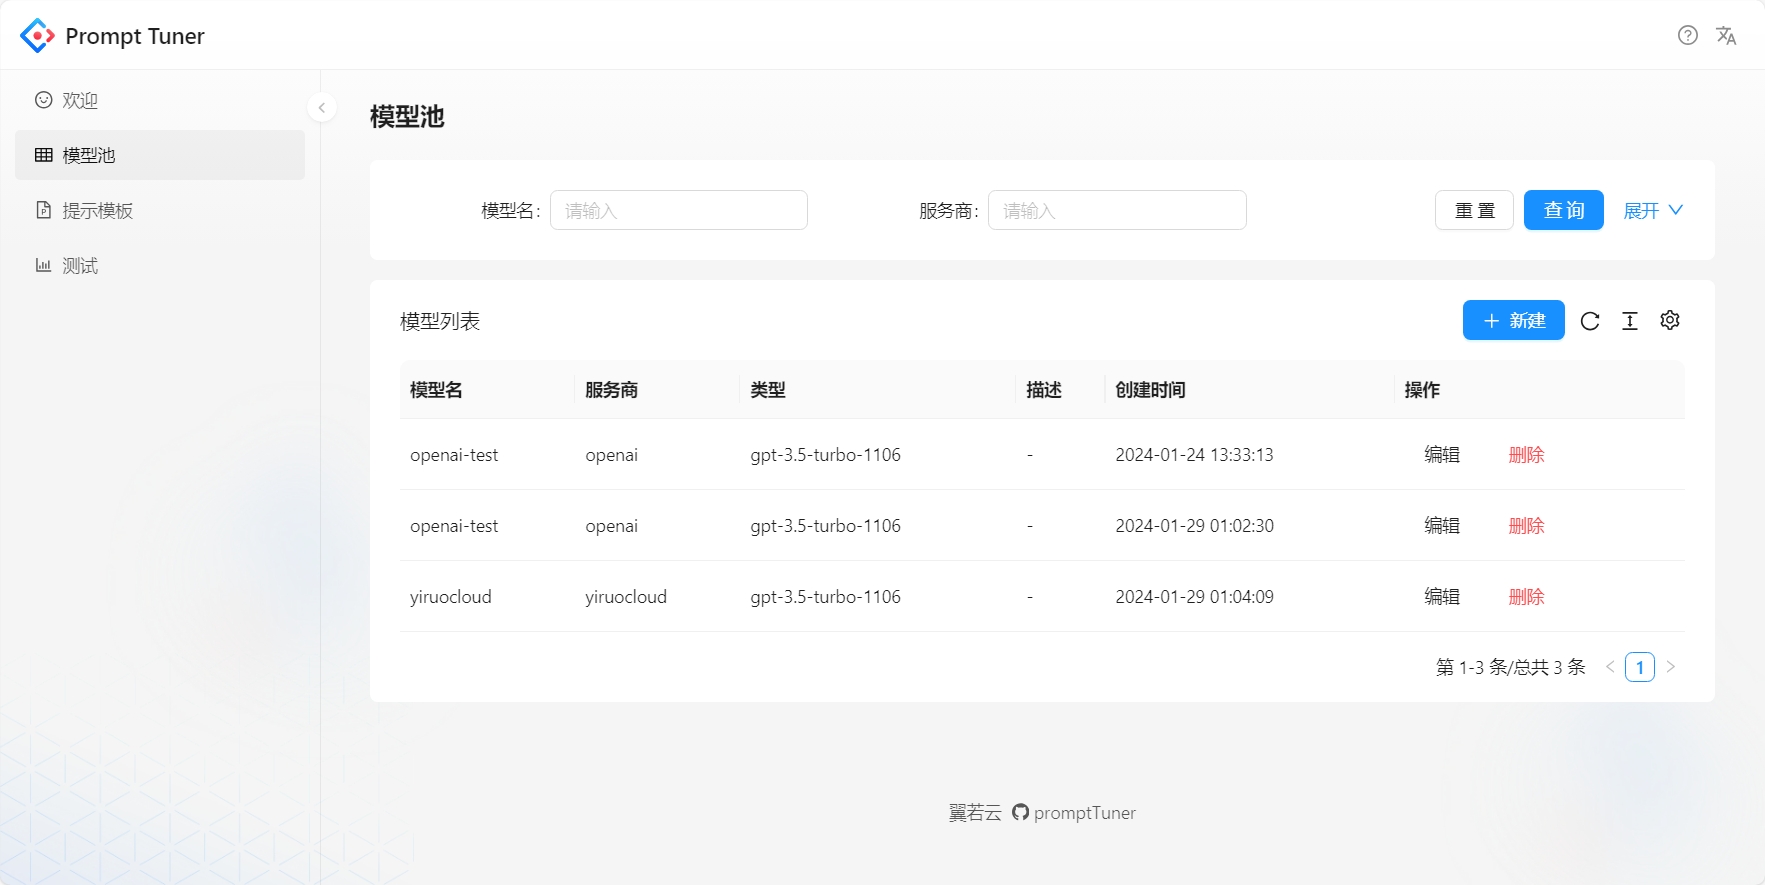 Prompt Tuner
欢迎
模型池
提示模板
测试
模型池
模型名: 请输入 服务商: 请输入 重 置 查 询 展开
模型列表 + 新建
模型名 服务商 类型 描述 创建时间 操作
openai-test openai gpt-3.5-turbo-1106 - 2024-01-24 13:33:13 编辑 删除
openai-test openai gpt-3.5-turbo-1106 - 2024-01-29 01:02:30 编辑 删除
yiruocloud yiruocloud gpt-3.5-turbo-1106 - 2024-01-29 01:04:09 编辑 删除
第 1-3 条/总共 3 条 < 1 >
翼若云 promptTuner